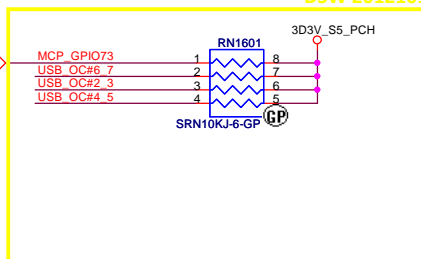 3D3V_S5_PCH
RN1601
MCP_GPIO73 1 8
USB_OC#6_7 2 7
USB_OC#2_3 3 6
USB_OC#4_5 4 5
SRN10KJ-6-GP GP